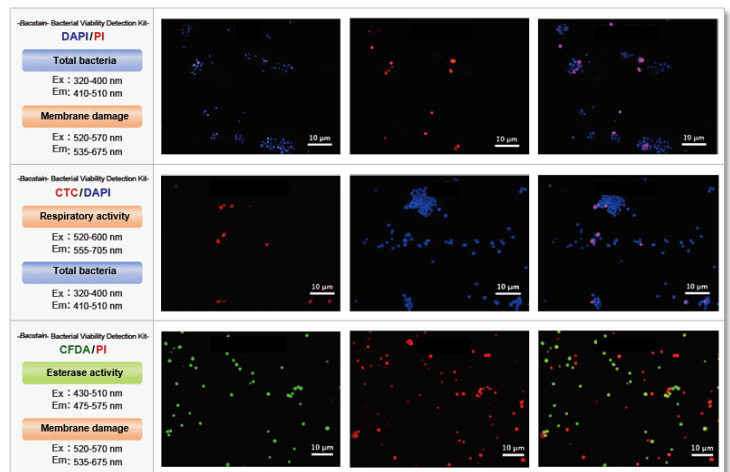 -Bacstain- Bacterial Viability Detection Kit-
DAPI/PI
Total bacteria
Ex : 320-400 nm
Em: 410-510 nm
Membrane damage
Ex : 520-570 nm
Em: 535-675 nm
10 μm
10 μm
10 μm
-Bacstain- Bacterial Viability Detection Kit-
CTC/DAPI
Respiratory activity
Ex : 520-600 nm
Em: 555-705 nm
Total bacteria
Ex : 320-400 nm
Em: 410-510 nm
10 μm
10 μm
10 μm
-Bacstain- Bacterial Viability Detection Kit-
CFDA/PI
Esterase activity
Ex : 430-510 nm
Em: 475-575 nm
Membrane damage
Ex : 520-570 nm
Em: 535-675 nm
10 μm
10 μm
10 μm